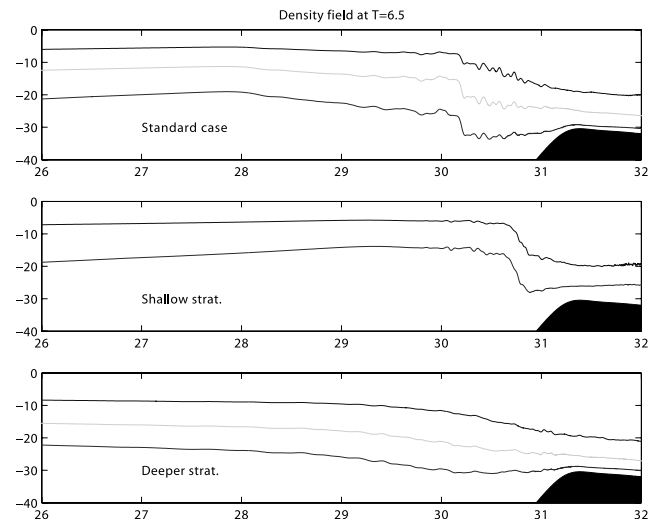 Density field at T=6.5
0
−10
−20
−30
−40
Standard case
26 27 28 29 30 31 32
0
−10
−20
−30
−40
Shallow strat.
26 27 28 29 30 31 32
0
−10
−20
−30
−40
Deeper strat.
26 27 28 29 30 31 32